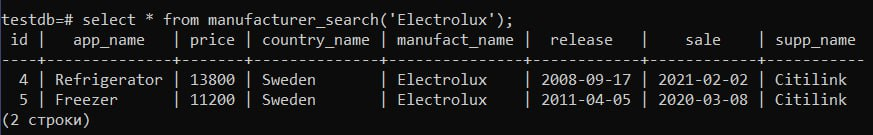 testdb=# select * from manufacturer_search('Electrolux');
 id |   app_name   | price | country_name | manufact_name |  release   |    sale    | supp_name
----+--------------+-------+--------------+---------------+------------+------------+-----------
  4 | Refrigerator | 13800 | Sweden       | Electrolux    | 2008-09-17 | 2021-02-02 | Citilink
  5 | Freezer      | 11200 | Sweden       | Electrolux    | 2011-04-05 | 2020-03-08 | Citilink
(2 строки)